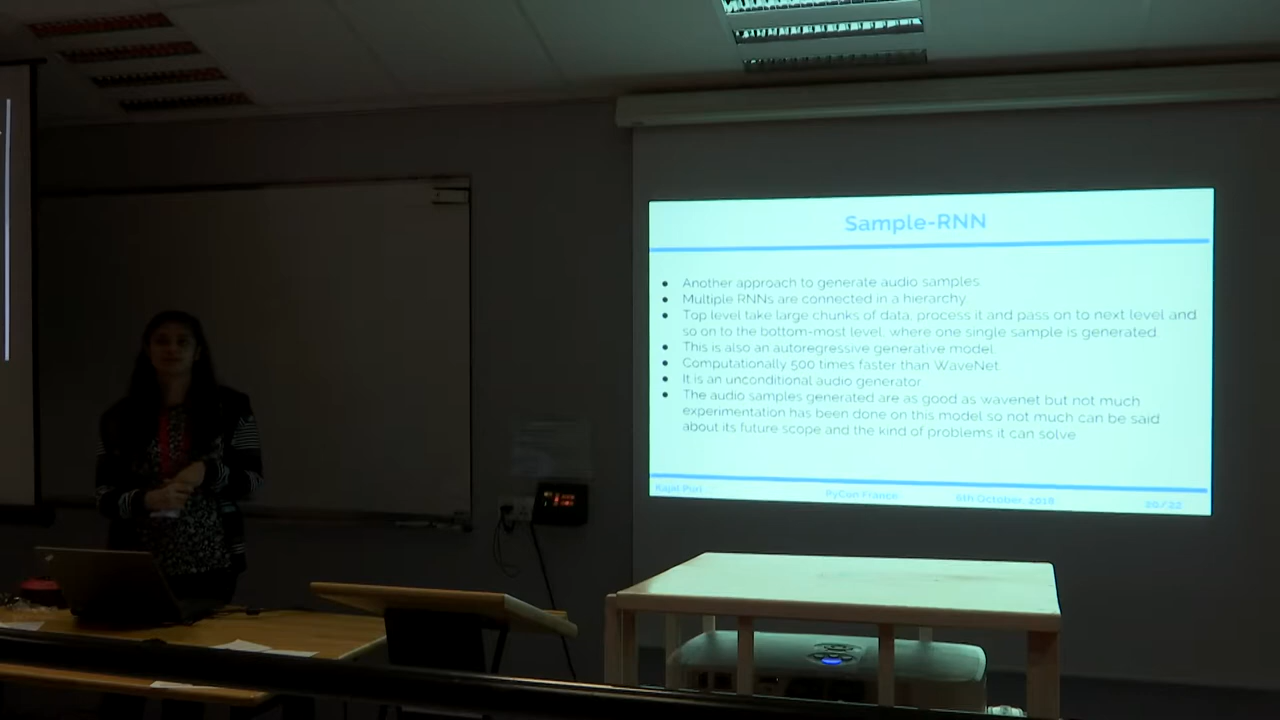 Sample-RNN
● Another approach to generate audio samples.
● Multiple RNNs are connected in a hierarchy.
● Top level take large chunks of data, process it and pass on to next level and
so on to the bottom-most level, where one single sample is generated.
● This is also an autoregressive generative model.
● Computationally 500 times faster than WaveNet.
● It is an unconditional audio generator.
● The audio samples generated are as good as wavenet but not much
experimentation has been done on this model so not much can be said
about its future scope and the kind of problems it can solve
Kajal Puri PyCon France 6th October, 2018 20/22